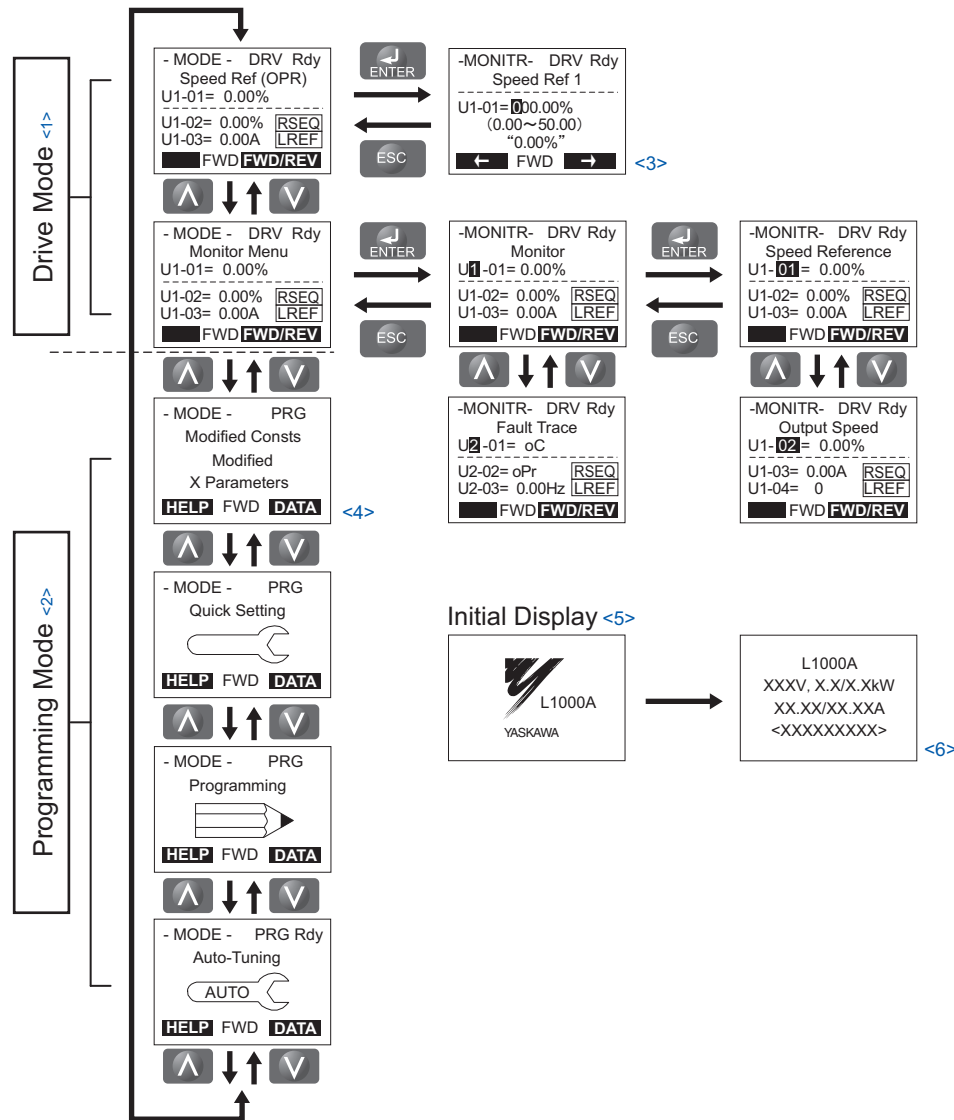 Drive Mode <1>
- MODE - DRV Rdy
Speed Ref (OPR)
U1-01= 0.00%
U1-02= 0.00% RSEQ
U1-03= 0.00A LREF
FWD FWD/REV
ENTER
ESC
-MONITR- DRV Rdy
Speed Ref 1
U1-01= 000.00%
(0.00~50.00)
“0.00%”
← FWD →
<3>
- MODE - DRV Rdy
Monitor Menu
U1-01= 0.00%
U1-02= 0.00% RSEQ
U1-03= 0.00A LREF
FWD FWD/REV
ENTER
ESC
-MONITR- DRV Rdy
Monitor
U1 -01= 0.00%
U1-02= 0.00% RSEQ
U1-03= 0.00A LREF
FWD FWD/REV
ENTER
ESC
-MONITR- DRV Rdy
Speed Reference
U1- 01 = 0.00%
U1-02= 0.00% RSEQ
U1-03= 0.00A LREF
FWD FWD/REV
-MONITR- DRV Rdy
Fault Trace
U2 -01= oC
U2-02= oPr RSEQ
U2-03= 0.00Hz LREF
FWD FWD/REV
-MONITR- DRV Rdy
Output Speed
U1- 02 = 0.00%
U1-03= 0.00A RSEQ
U1-04= 0 LREF
FWD FWD/REV
Programming Mode <2>
- MODE - PRG
Modified Consts
Modified
X Parameters
HELP FWD DATA
<4>
- MODE - PRG
Quick Setting
HELP FWD DATA
- MODE - PRG
Programming
HELP FWD DATA
- MODE - PRG Rdy
Auto-Tuning
AUTO
HELP FWD DATA
Initial Display <5>
L1000A
YASKAWA
L1000A
XXXV, X.X/X.XkW
XX.XX/XX.XXA
<XXXXXXXXX>
<6>